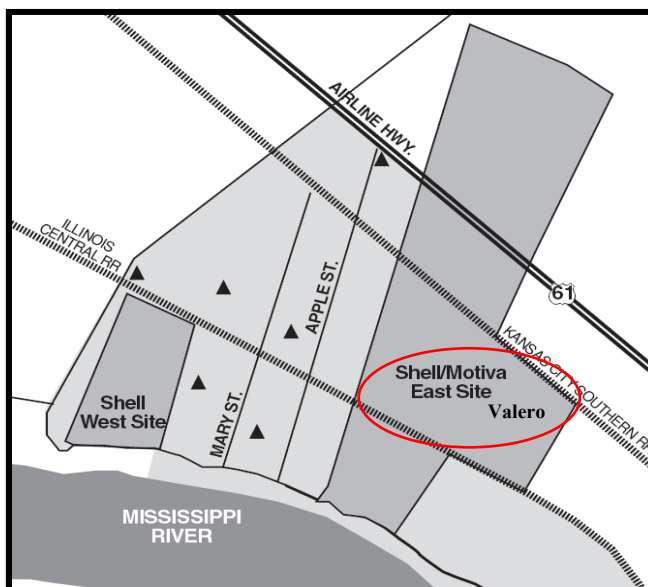 AIRLINE HWY.
ILLINOIS
CENTRAL RR
61
APPLE ST.
KANSAS CITY SOUTHERN RR
Shell/Motiva
East Site
Valero
Shell
West Site
MARY ST.
MISSISSIPPI
RIVER